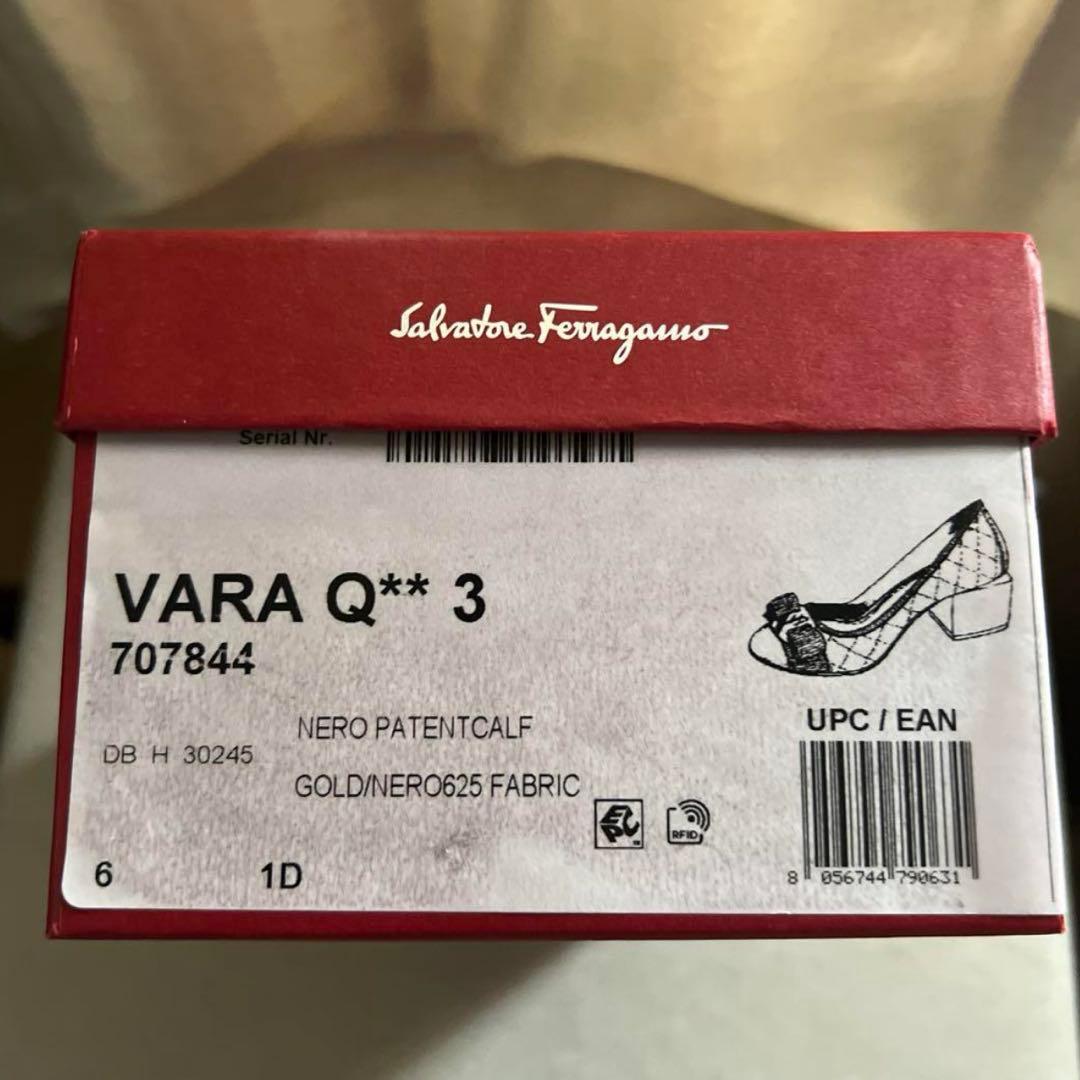 Salvatore Ferragamo
Serial Nr.
VARA Q** 3
707844
NERO PATENTCALF
DB H 30245
GOLD/NERO625 FABRIC
UPC / EAN
EPC
RFID
6 1D
8 056744 790631